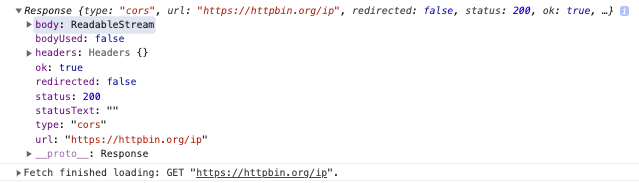 ▼Response {type: "cors", url: "https://httpbin.org/ip", redirected: false, status: 200, ok: true, …} i
▶body: ReadableStream
bodyUsed: false
▶headers: Headers {}
ok: true
redirected: false
status: 200
statusText: ""
type: "cors"
url: "https://httpbin.org/ip"
▶__proto__: Response
▶Fetch finished loading: GET "https://httpbin.org/ip".